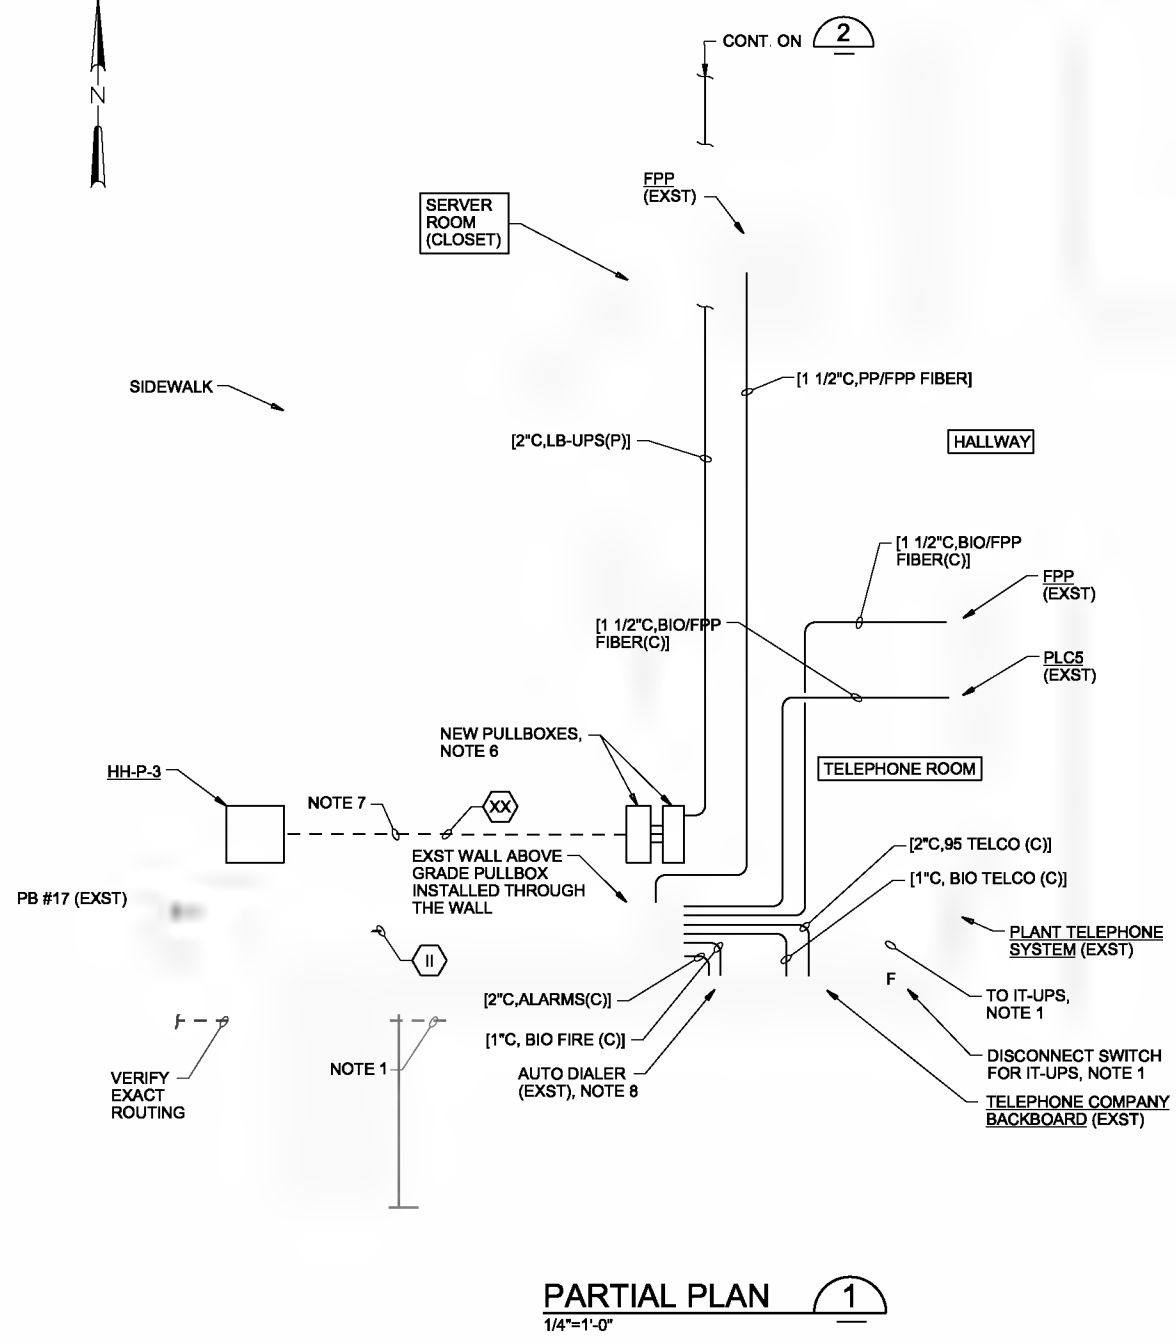 CONT. ON
2
N
FPP
(EXST)
SERVER
ROOM
(CLOSET)
SIDEWALK
[1 1/2"C,PP/FPP FIBER]
[2"C,LB-UPS(P)]
HALLWAY
[1 1/2"C,BIO/FPP
FIBER(C)]
FPP
(EXST)
[1 1/2"C,BIO/FPP
FIBER(C)]
PLC5
(EXST)
NEW PULLBOXES,
NOTE 6
TELEPHONE ROOM
HH-P-3
NOTE 7
XX
EXST WALL ABOVE
GRADE PULLBOX
INSTALLED THROUGH
THE WALL
[2"C,95 TELCO (C)]
[1"C, BIO TELCO (C)]
PB #17 (EXST)
PLANT TELEPHONE
SYSTEM (EXST)
II
F
[2"C,ALARMS(C)]
TO IT-UPS,
NOTE 1
[1"C, BIO FIRE (C)]
DISCONNECT SWITCH
FOR IT-UPS, NOTE 1
VERIFY
EXACT
ROUTING
NOTE 1
AUTO DIALER
(EXST), NOTE 8
TELEPHONE COMPANY
BACKBOARD (EXST)
PARTIAL PLAN
1
1/4"=1'-0"